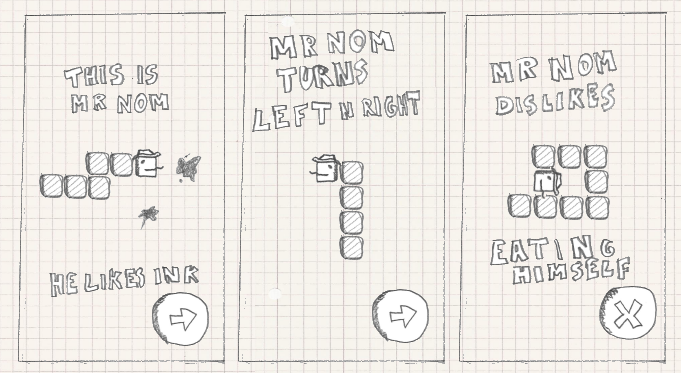 THIS IS
MR NOM
HE LIKES INK
MR NOM
TURNS
LEFT N RIGHT
MR NOM
DISLIKES
EATING
HIMSELF